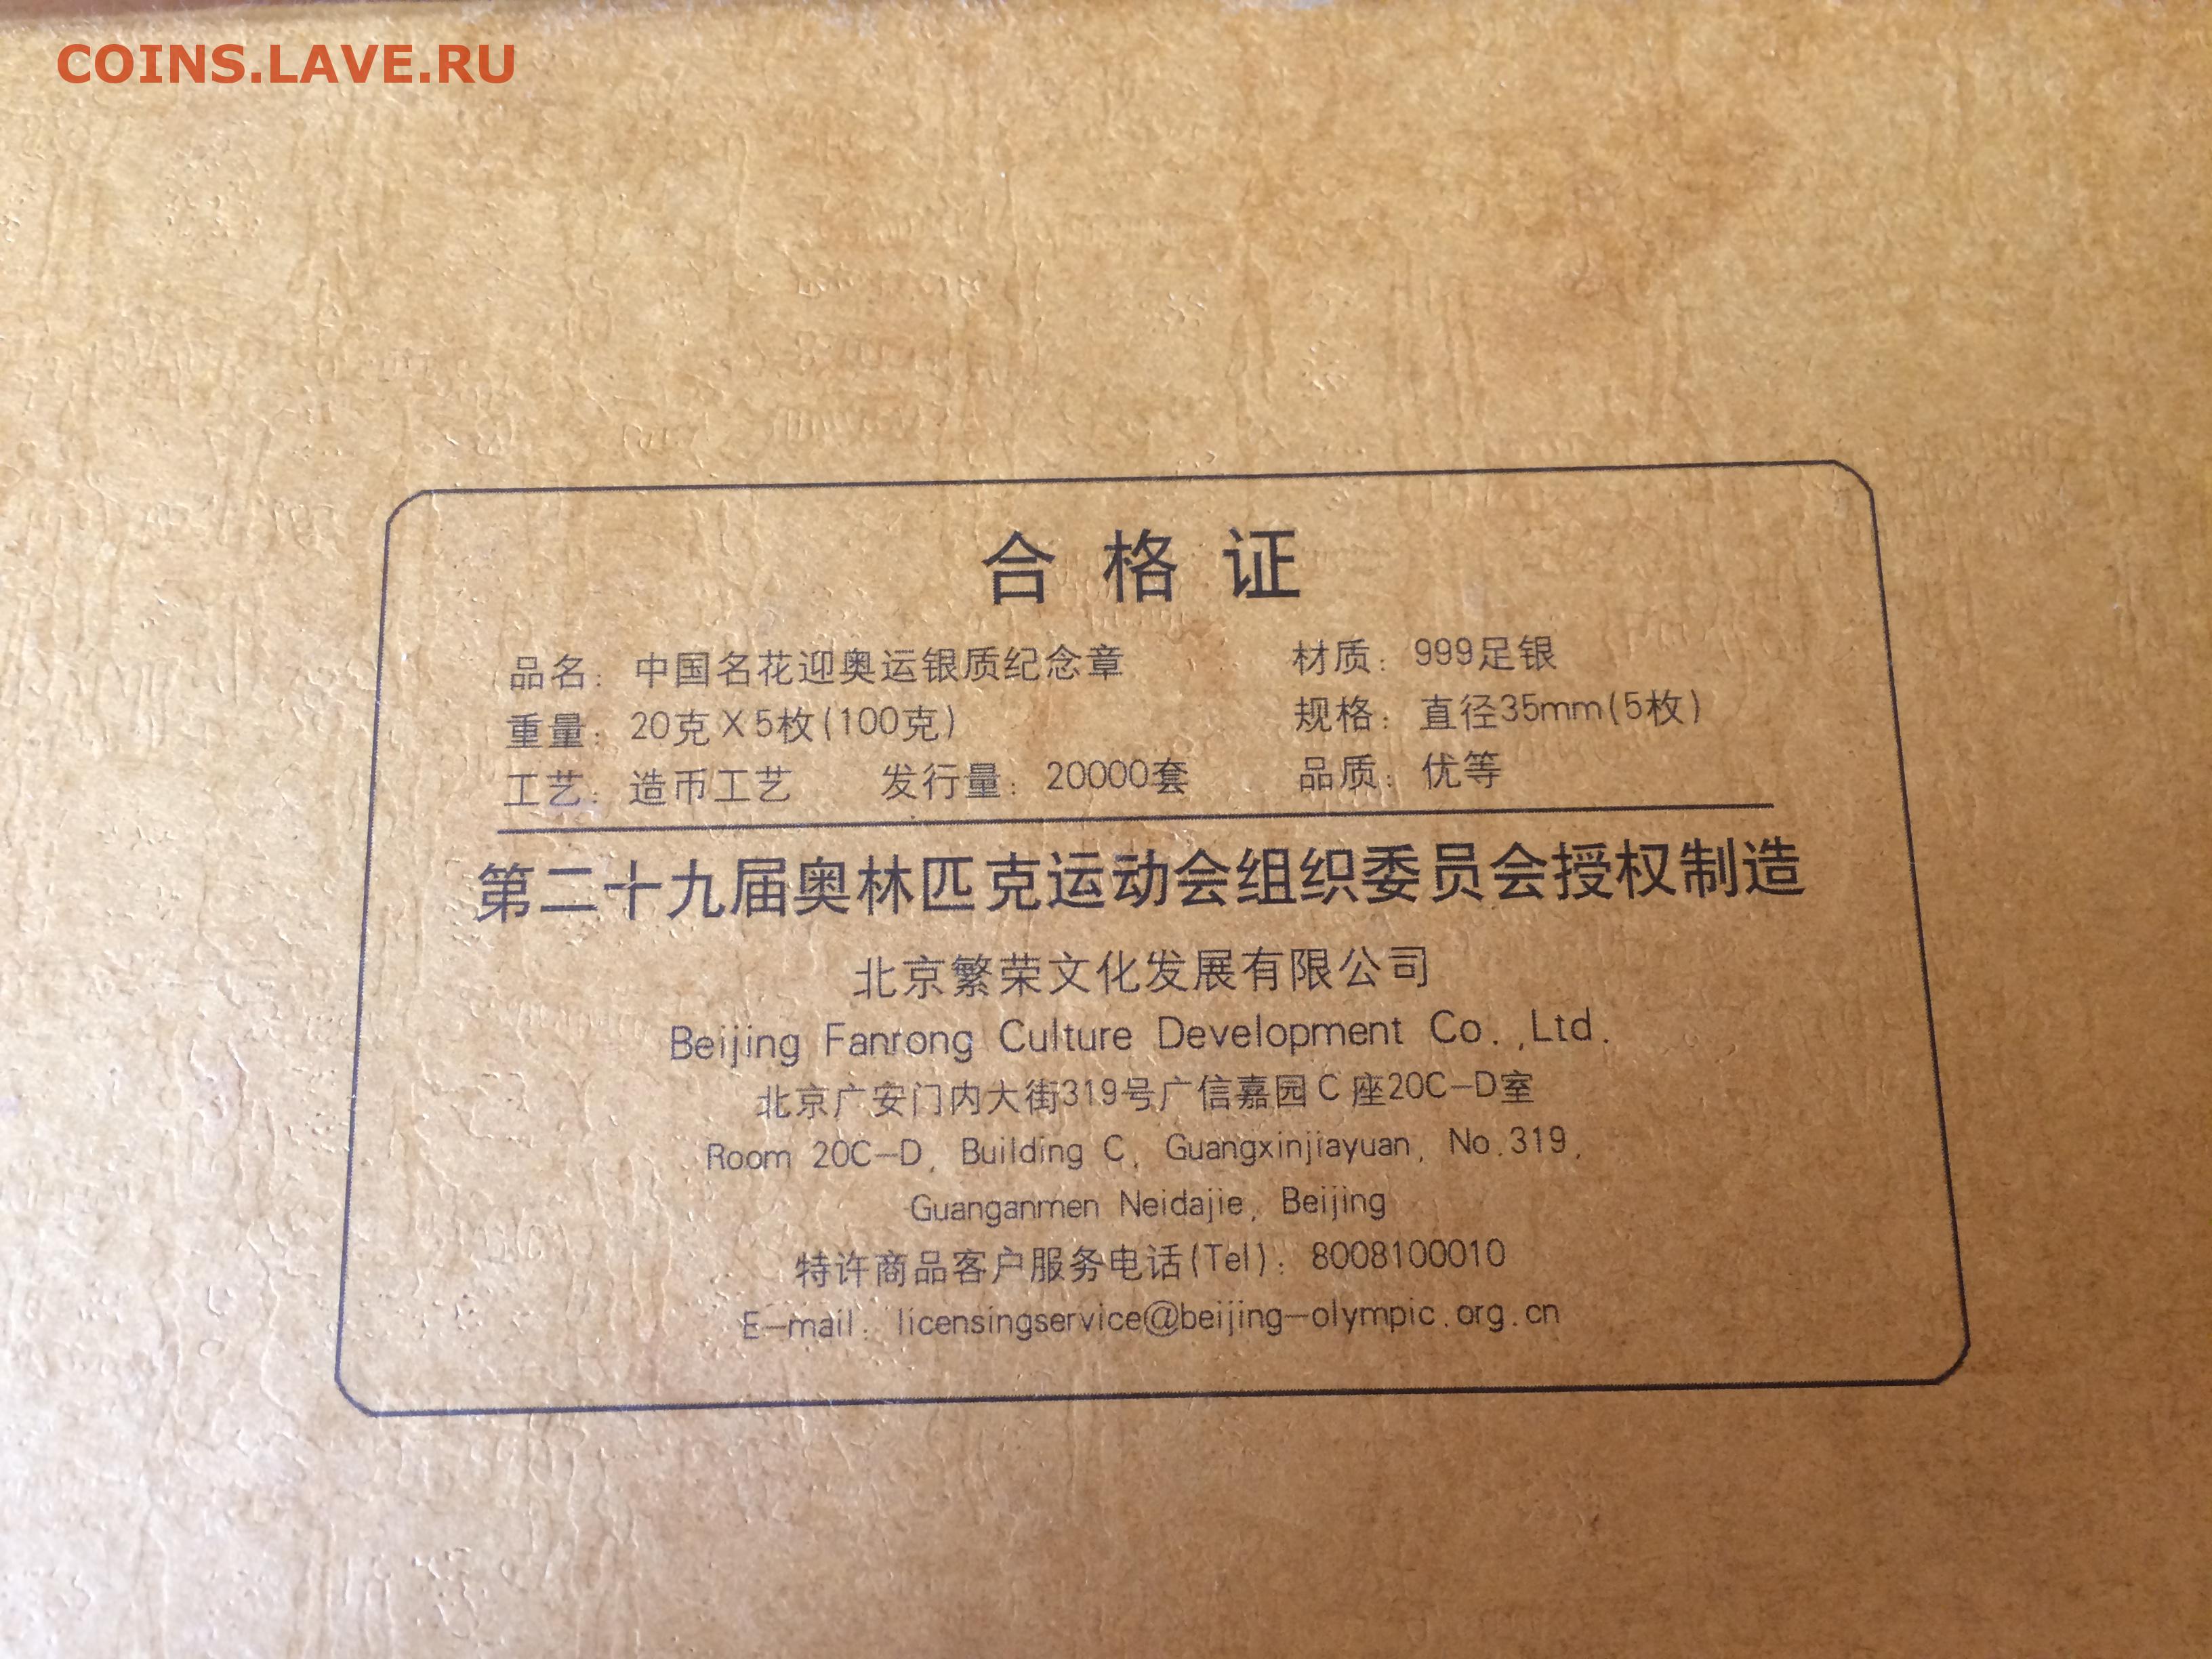 COINS.LAVE.RU
合格证
品名：中国名花迎奥运银质纪念章 材质：999足银
重量：20克X5枚(100克) 规格：直径35mm(5枚)
工艺：造币工艺 发行量：20000套 品质：优等
第二十九届奥林匹克运动会组织委员会授权制造
北京繁荣文化发展有限公司
Beijing Fanrong Culture Development Co.,Ltd.
北京广安门内大街319号广信嘉园C座20C-D室
Room 20C-D, Building C, Guangxinjiayuan, No.319,
Guanganmen Neidajie, Beijing
特许商品客户服务电话(Tel)：8008100010
E-mail：licensingservice@beijing-olympic.org.cn